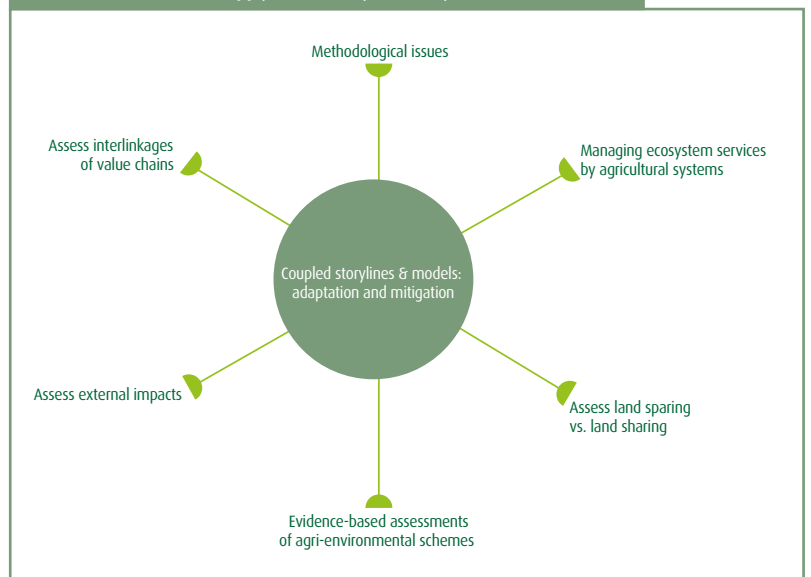 Methodological issues
Assess interlinkages
of value chains
Managing ecosystem services
by agricultural systems
Coupled storylines & models:
adaptation and mitigation
Assess external impacts
Assess land sparing
vs. land sharing
Evidence-based assessments
of agri-environmental schemes